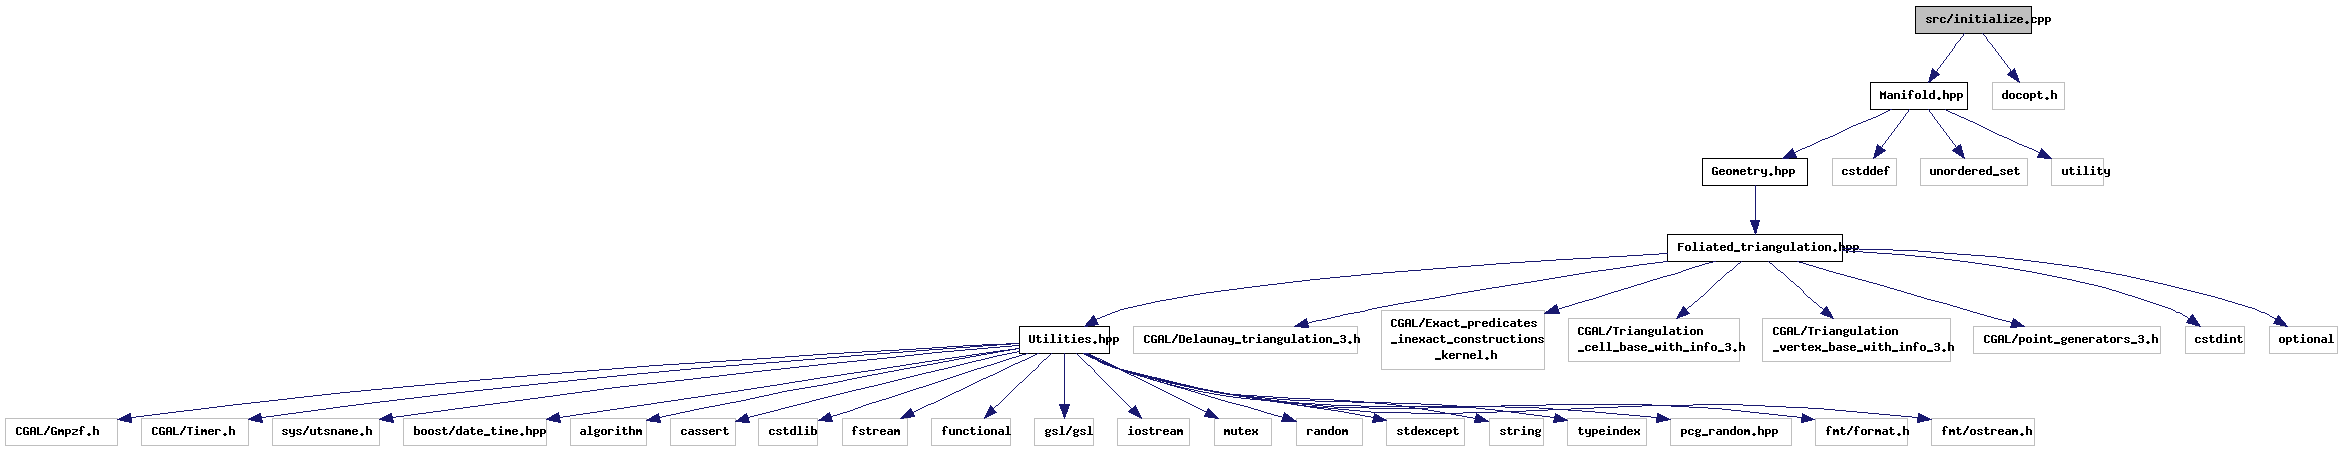 src/initialize.cpp
Manifold.hpp
docopt.h
Geometry.hpp
cstddef
unordered_set
utility
Foliated_triangulation.hpp
Utilities.hpp
CGAL/Delaunay_triangulation_3.h
CGAL/Exact_predicates
_inexact_constructions
_kernel.h
CGAL/Triangulation
_cell_base_with_info_3.h
CGAL/Triangulation
_vertex_base_with_info_3.h
CGAL/point_generators_3.h
cstdint
optional
CGAL/Gmpzf.h
CGAL/Timer.h
sys/utsname.h
boost/date_time.hpp
algorithm
cassert
cstdlib
fstream
functional
gsl/gsl
iostream
mutex
random
stdexcept
string
typeindex
pcg_random.hpp
fmt/format.h
fmt/ostream.h